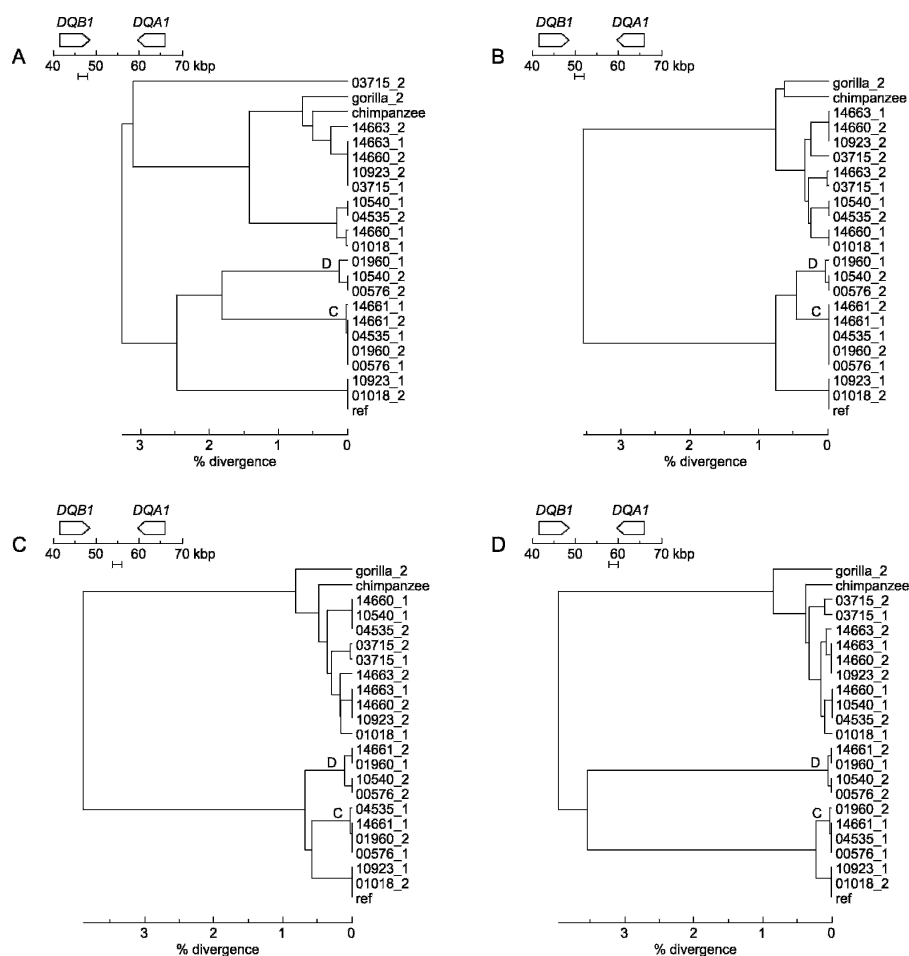 DQB1 DQA1
A
40 50 60 70 kbp
03715_2
gorilla_2
chimpanzee
14663_2
14663_1
14660_2
10923_2
03715_1
10540_1
04535_2
14660_1
01018_1
D 01960_1
10540_2
00576_2
C 14661_1
14661_2
04535_1
01960_2
00576_1
10923_1
01018_2
ref
3 2 1 0
% divergence
DQB1 DQA1
B
40 50 60 70 kbp
gorilla_2
chimpanzee
14663_1
14660_2
10923_2
03715_2
14663_2
03715_1
10540_1
04535_2
14660_1
01018_1
D 01960_1
10540_2
00576_2
C 14661_2
14661_1
04535_1
01960_2
00576_1
10923_1
01018_2
ref
3 2 1 0
% divergence
DQB1 DQA1
C
40 50 60 70 kbp
gorilla_2
chimpanzee
14660_1
10540_1
04535_2
03715_2
03715_1
14663_2
14663_1
14660_2
10923_2
01018_1
14661_2
D 01960_1
10540_2
00576_2
04535_1
C 14661_1
01960_2
00576_1
10923_1
01018_2
ref
3 2 1 0
% divergence
DQB1 DQA1
D
40 50 60 70 kbp
gorilla_2
chimpanzee
03715_2
03715_1
14663_2
14663_1
14660_2
10923_2
14660_1
10540_1
04535_2
01018_1
14661_2
D 01960_1
10540_2
00576_2
01960_2
C 14661_1
04535_1
00576_1
10923_1
01018_2
ref
3 2 1 0
% divergence